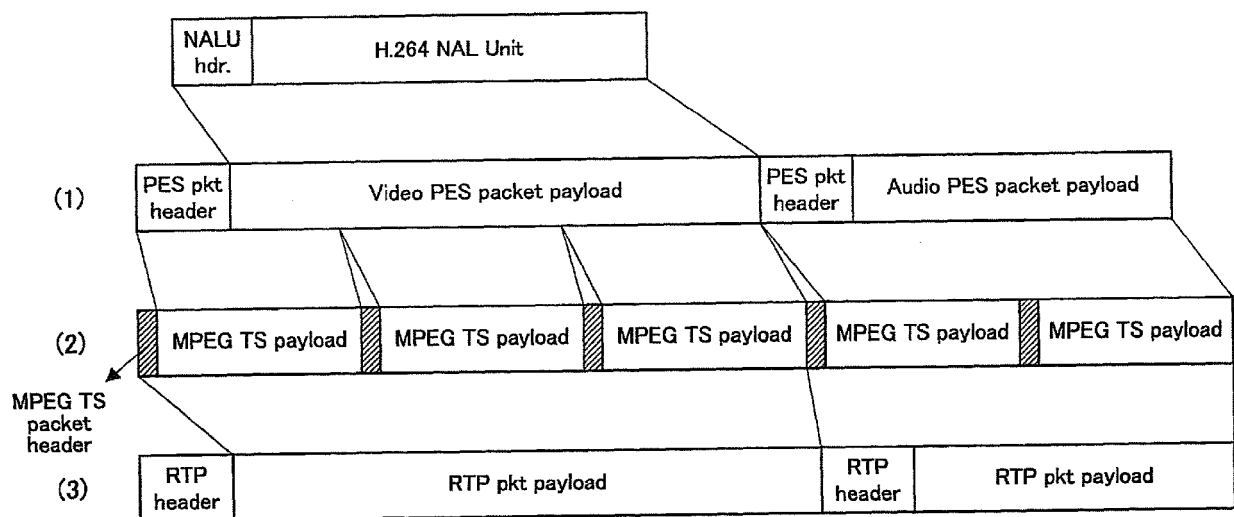 NALU
hdr.
H.264 NAL Unit
(1)
PES pkt
header
Video PES packet payload
PES pkt
header
Audio PES packet payload
(2)
MPEG TS payload
MPEG TS payload
MPEG TS payload
MPEG TS payload
MPEG TS payload
MPEG TS
packet
header
(3)
RTP
header
RTP pkt payload
RTP
header
RTP pkt payload